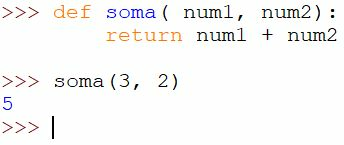 >>> def soma( num1, num2):
        return num1 + num2
>>> soma(3, 2)
5
>>>